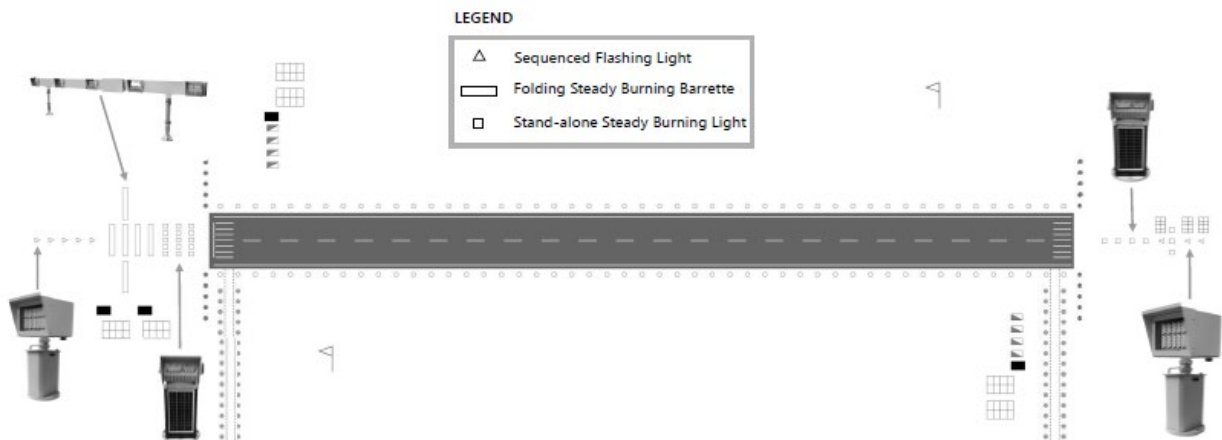 LEGEND
Sequenced Flashing Light
Folding Steady Burning Barrette
Stand-alone Steady Burning Light